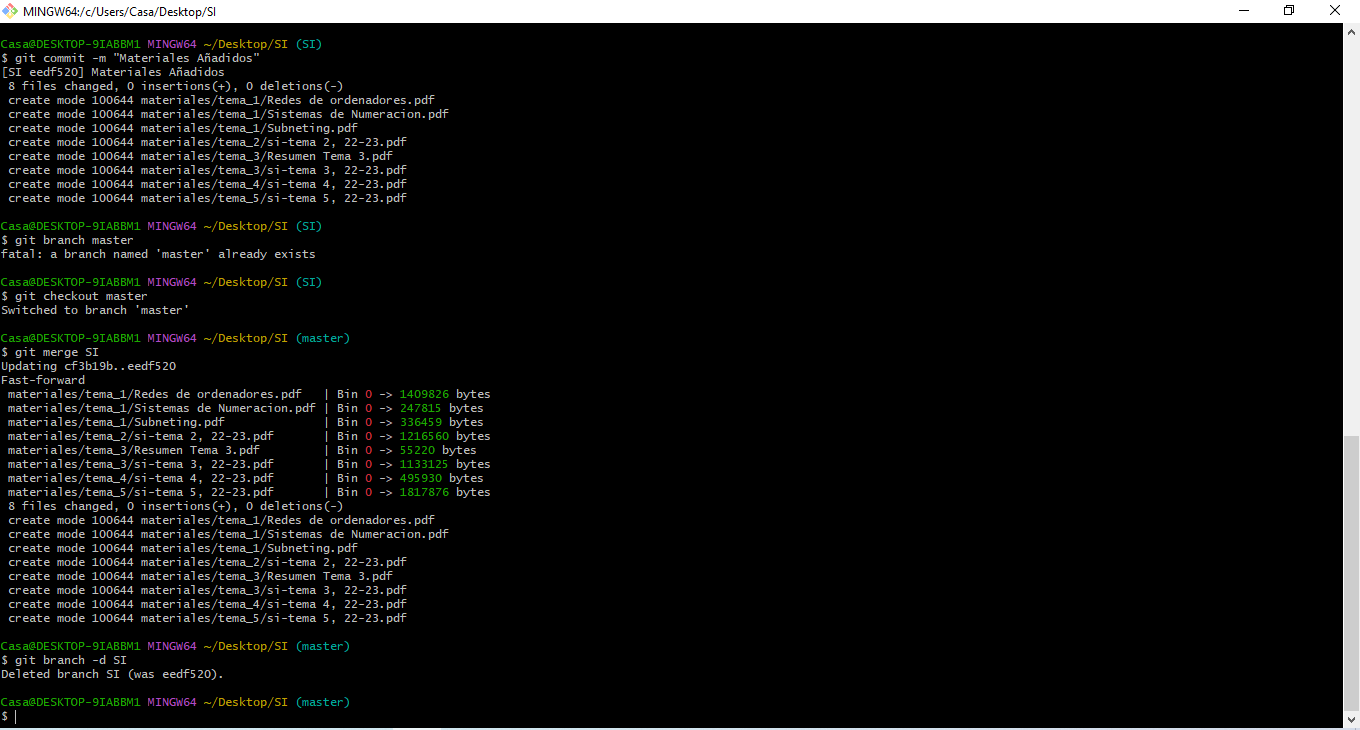 MINGW64:/c/Users/Casa/Desktop/SI
Casa@DESKTOP-9IABBM1 MINGW64 ~/Desktop/SI (SI)
$ git commit -m "Materiales Añadidos"
[SI eedf520] Materiales Añadidos
 8 files changed, 0 insertions(+), 0 deletions(-)
 create mode 100644 materiales/tema_1/Redes de ordenadores.pdf
 create mode 100644 materiales/tema_1/Sistemas de Numeracion.pdf
 create mode 100644 materiales/tema_1/Subneting.pdf
 create mode 100644 materiales/tema_2/si-tema 2, 22-23.pdf
 create mode 100644 materiales/tema_3/Resumen Tema 3.pdf
 create mode 100644 materiales/tema_3/si-tema 3, 22-23.pdf
 create mode 100644 materiales/tema_4/si-tema 4, 22-23.pdf
 create mode 100644 materiales/tema_5/si-tema 5, 22-23.pdf
Casa@DESKTOP-9IABBM1 MINGW64 ~/Desktop/SI (SI)
$ git branch master
fatal: a branch named 'master' already exists
Casa@DESKTOP-9IABBM1 MINGW64 ~/Desktop/SI (SI)
$ git checkout master
Switched to branch 'master'
Casa@DESKTOP-9IABBM1 MINGW64 ~/Desktop/SI (master)
$ git merge SI
Updating cf3b19b..eedf520
Fast-forward
 materiales/tema_1/Redes de ordenadores.pdf   | Bin 0 -> 1409826 bytes
 materiales/tema_1/Sistemas de Numeracion.pdf | Bin 0 -> 247815 bytes
 materiales/tema_1/Subneting.pdf              | Bin 0 -> 336459 bytes
 materiales/tema_2/si-tema 2, 22-23.pdf       | Bin 0 -> 1216560 bytes
 materiales/tema_3/Resumen Tema 3.pdf         | Bin 0 -> 55220 bytes
 materiales/tema_3/si-tema 3, 22-23.pdf       | Bin 0 -> 1133125 bytes
 materiales/tema_4/si-tema 4, 22-23.pdf       | Bin 0 -> 495930 bytes
 materiales/tema_5/si-tema 5, 22-23.pdf       | Bin 0 -> 1817876 bytes
 8 files changed, 0 insertions(+), 0 deletions(-)
 create mode 100644 materiales/tema_1/Redes de ordenadores.pdf
 create mode 100644 materiales/tema_1/Sistemas de Numeracion.pdf
 create mode 100644 materiales/tema_1/Subneting.pdf
 create mode 100644 materiales/tema_2/si-tema 2, 22-23.pdf
 create mode 100644 materiales/tema_3/Resumen Tema 3.pdf
 create mode 100644 materiales/tema_3/si-tema 3, 22-23.pdf
 create mode 100644 materiales/tema_4/si-tema 4, 22-23.pdf
 create mode 100644 materiales/tema_5/si-tema 5, 22-23.pdf
Casa@DESKTOP-9IABBM1 MINGW64 ~/Desktop/SI (master)
$ git branch -d SI
Deleted branch SI (was eedf520).
Casa@DESKTOP-9IABBM1 MINGW64 ~/Desktop/SI (master)
$